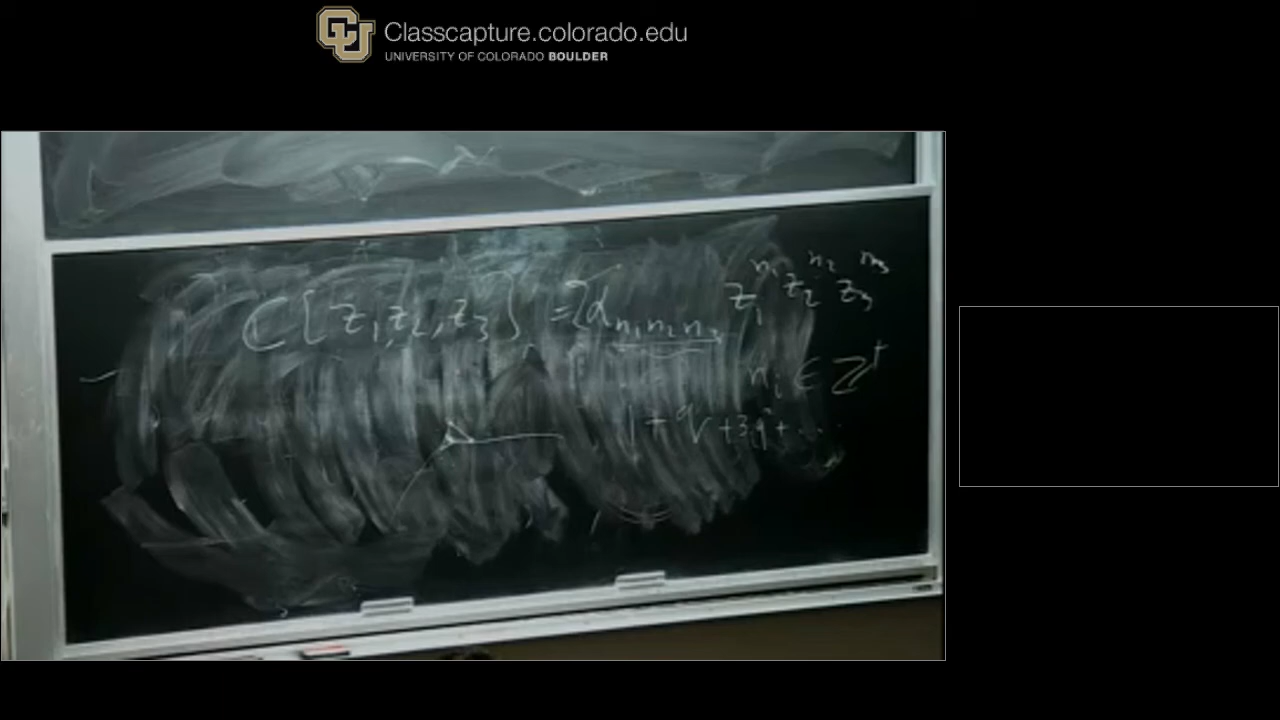 Classcapture.colorado.edu
UNIVERSITY OF COLORADO BOULDER
n₁ n₂ n₃
ℂ[z₁, z₂, z₃] = Σ α_{n₁n₂n₃} z₁ z₂ z₃
nᵢ ∈ ℤ⁺
1 + q + 3q² + ...